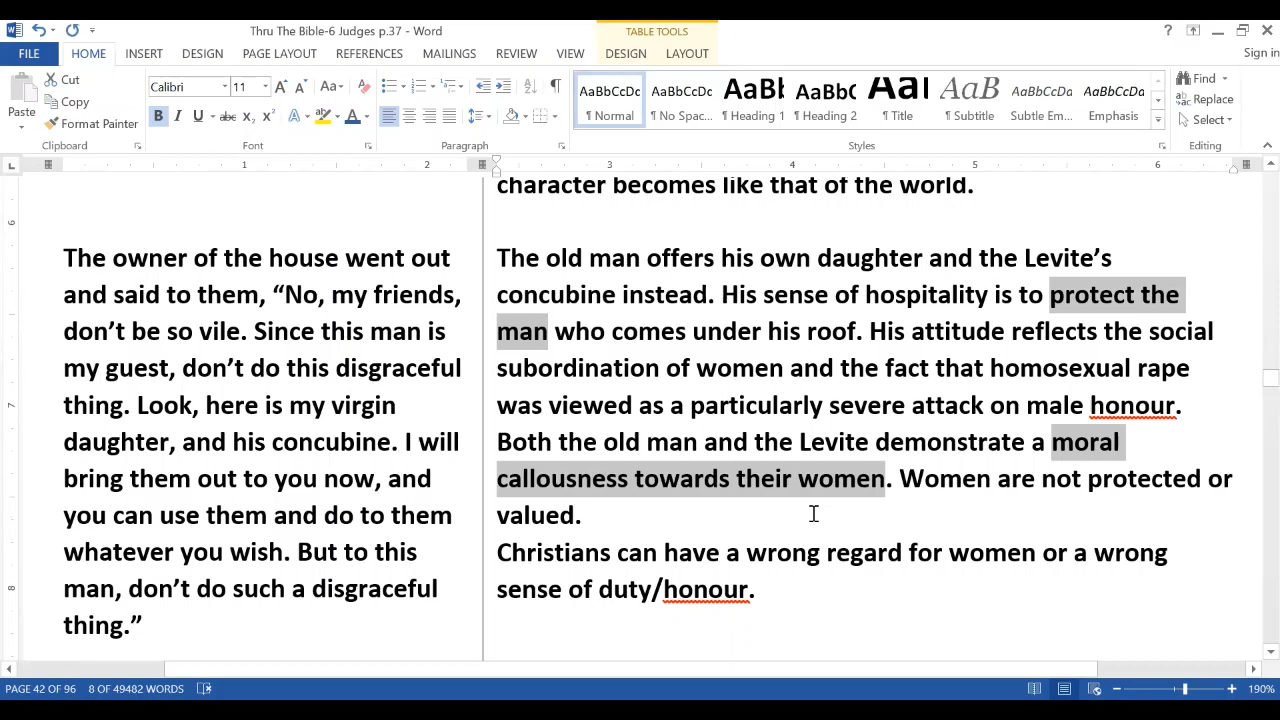 Thru The Bible-6 Judges p.37 - Word
TABLE TOOLS
Sign in
FILE HOME INSERT DESIGN PAGE LAYOUT REFERENCES MAILINGS REVIEW VIEW DESIGN LAYOUT
Paste
Cut
Copy
Format Painter
Clipboard
Calibri 11
Font
Paragraph
AaBbCcDc AaBbCcDc AaBbC AaBbC AaB AaB AaBbCcDa AaBbCcDa
¶ Normal ¶ No Spac... ¶ Heading 1 ¶ Heading 2 ¶ Title ¶ Subtitle Subtle Em... Emphasis
Styles
Find
Replace
Select
Editing
1 2 3 4 5 6
6
7
8
The owner of the house went out
and said to them, “No, my friends,
don’t be so vile. Since this man is
my guest, don’t do this disgraceful
thing. Look, here is my virgin
daughter, and his concubine. I will
bring them out to you now, and
you can use them and do to them
whatever you wish. But to this
man, don’t do such a disgraceful
thing.”
character becomes like that of the world.
The old man offers his own daughter and the Levite’s
concubine instead. His sense of hospitality is to protect the
man who comes under his roof. His attitude reflects the social
subordination of women and the fact that homosexual rape
was viewed as a particularly severe attack on male honour.
Both the old man and the Levite demonstrate a moral
callousness towards their women. Women are not protected or
valued.
Christians can have a wrong regard for women or a wrong
sense of duty/honour.
PAGE 42 OF 96 8 OF 49482 WORDS 190%